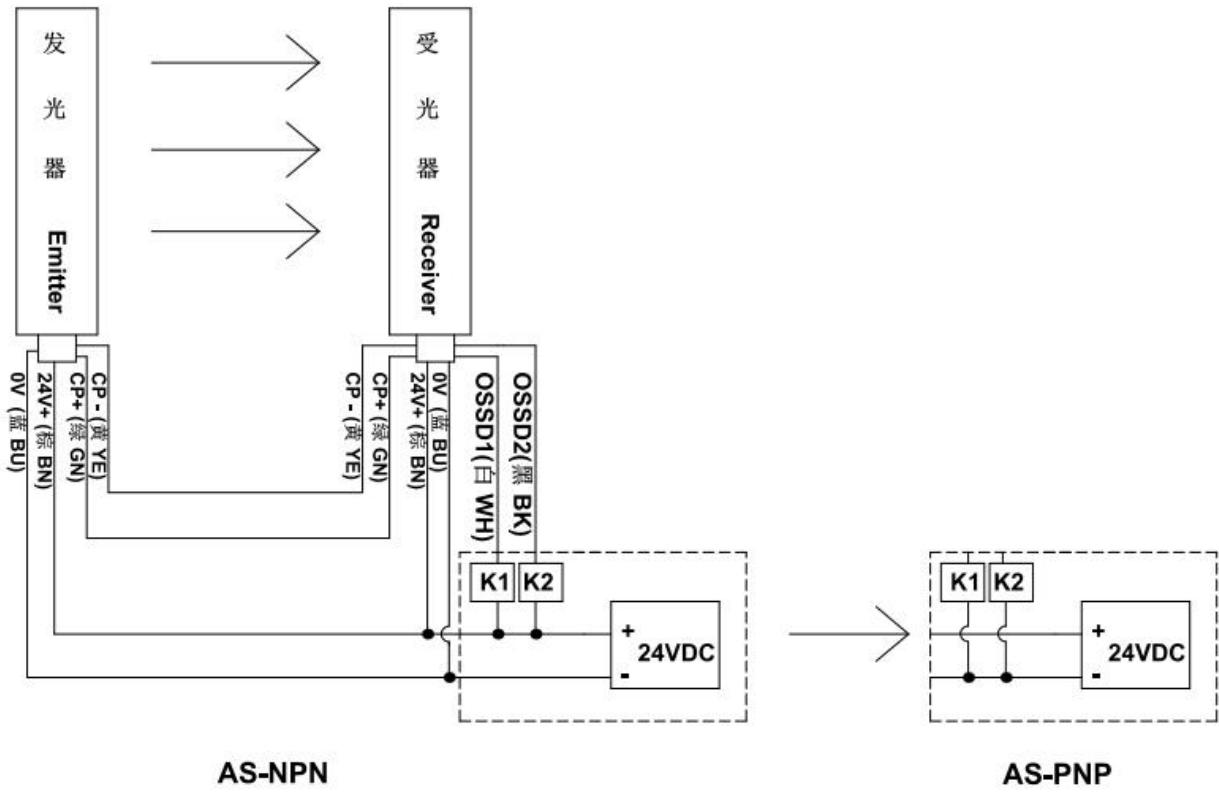 发光器 Emitter
受光器 Receiver
0V (蓝 BU)
24V+ (棕 BN)
CP+ (绿 GN)
CP - (黄 YE)
CP - (黄 YE)
CP+ (绿 GN)
24V+ (棕 BN)
0V (蓝 BU)
OSSD1(白 WH)
OSSD2(黑 BK)
K1
K2
+
24VDC
-
K1
K2
+
24VDC
-
AS-NPN
AS-PNP